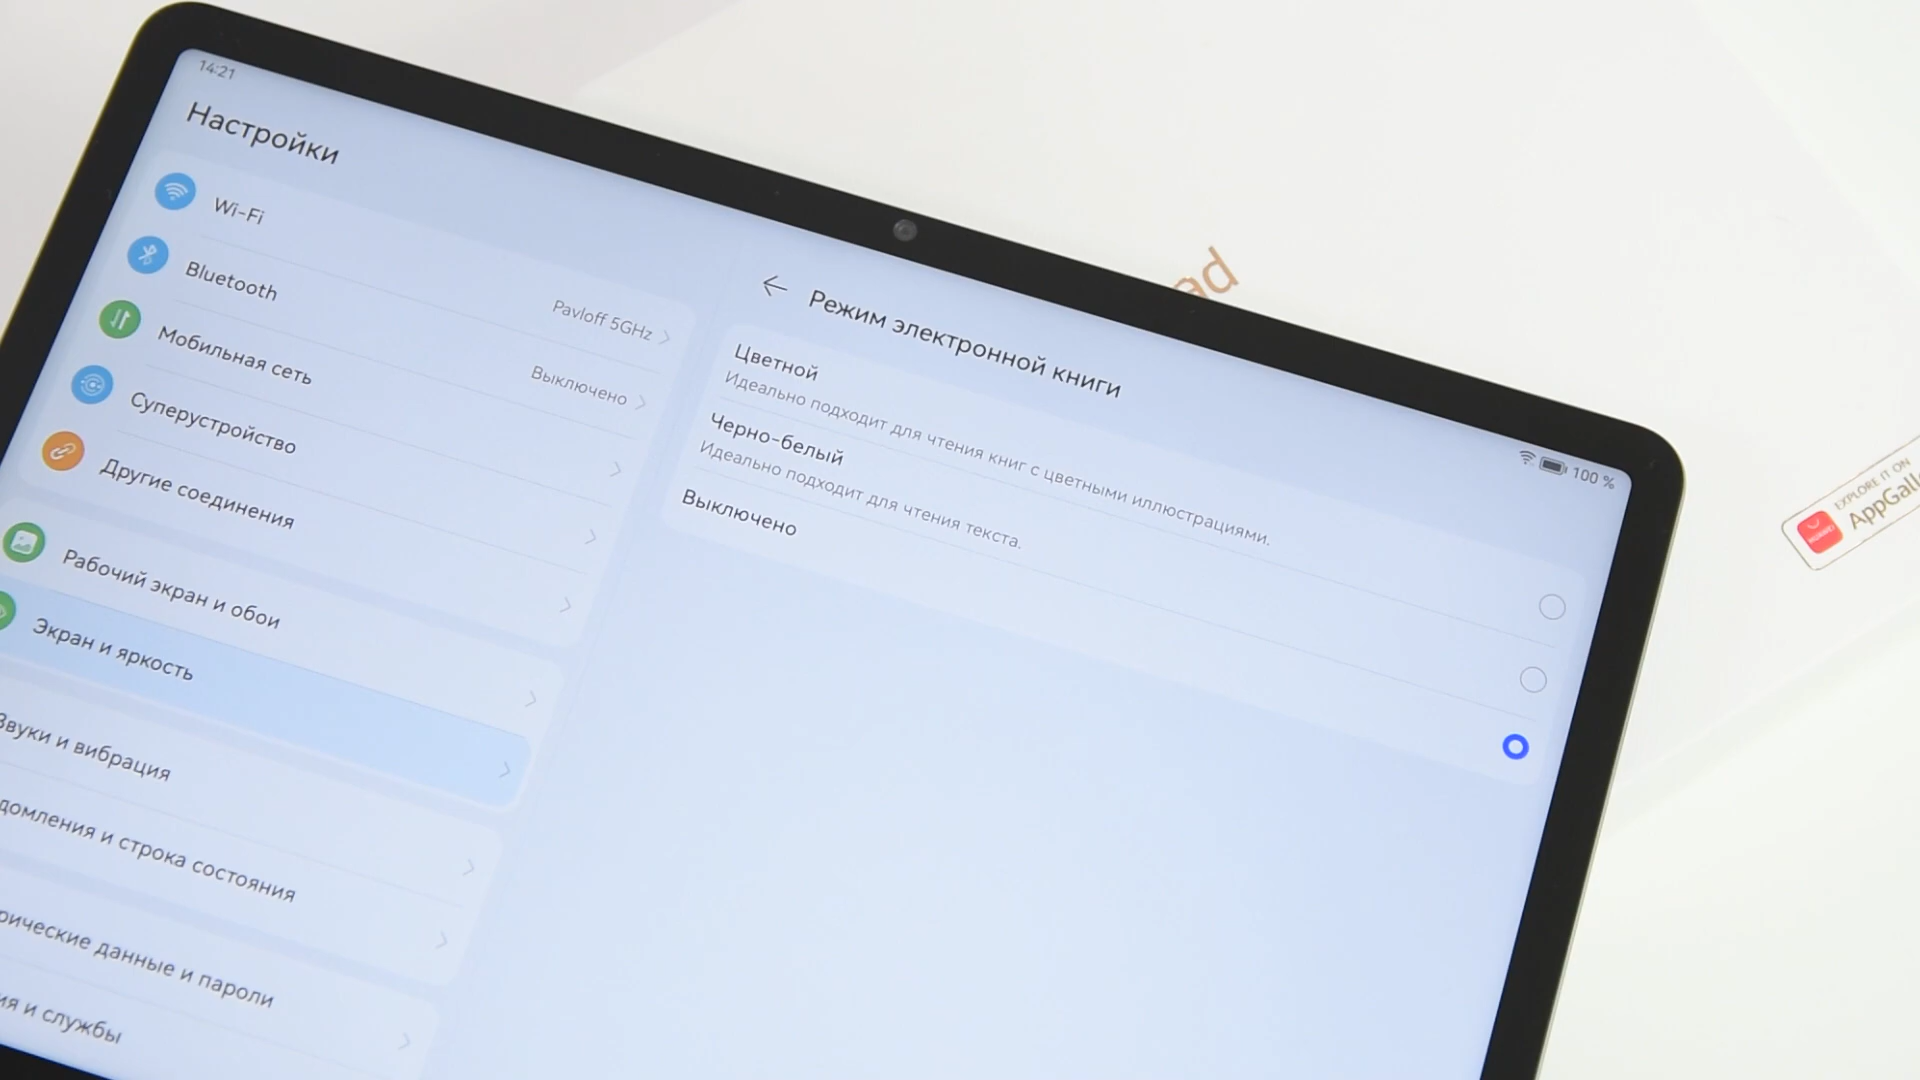 14:21
Настройки
Wi-Fi
Pavloff 5GHz
Bluetooth
Выключено
Мобильная сеть
Суперустройство
Другие соединения
Рабочий экран и обои
Экран и яркость
Звуки и вибрация
домления и строка состояния
рические данные и пароли
ия и службы
Режим электронной книги
100 %
Цветной
Идеально подходит для чтения книг с цветными иллюстрациями.
Черно-белый
Идеально подходит для чтения текста.
Выключено
ad
EXPLORE IT ON
AppGalle
HUAWEI